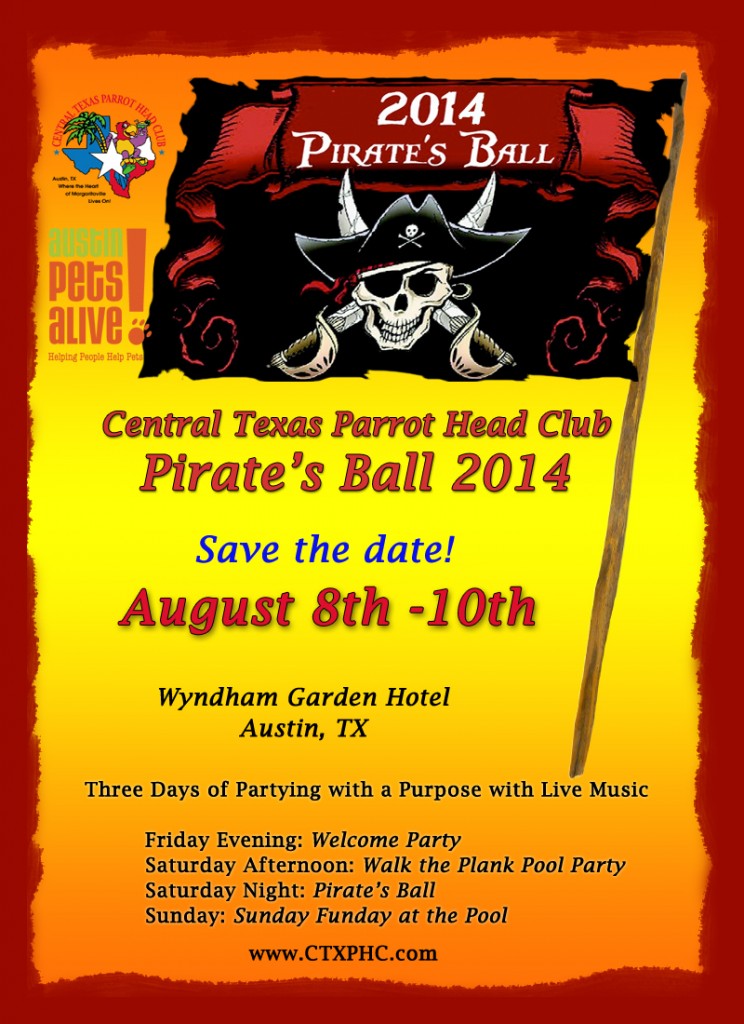 CENTRAL TEXAS PARROT HEAD CLUB
Austin, TX
Where the Heart
of Margaritaville
Lives On!
austin
pets
alive!
Helping People Help Pets
2014
PIRATE'S BALL
Central Texas Parrot Head Club
Pirate's Ball 2014
Save the date!
August 8th -10th
Wyndham Garden Hotel
Austin, TX
Three Days of Partying with a Purpose with Live Music
Friday Evening: Welcome Party
Saturday Afternoon: Walk the Plank Pool Party
Saturday Night: Pirate's Ball
Sunday: Sunday Funday at the Pool
www.CTXPHC.com